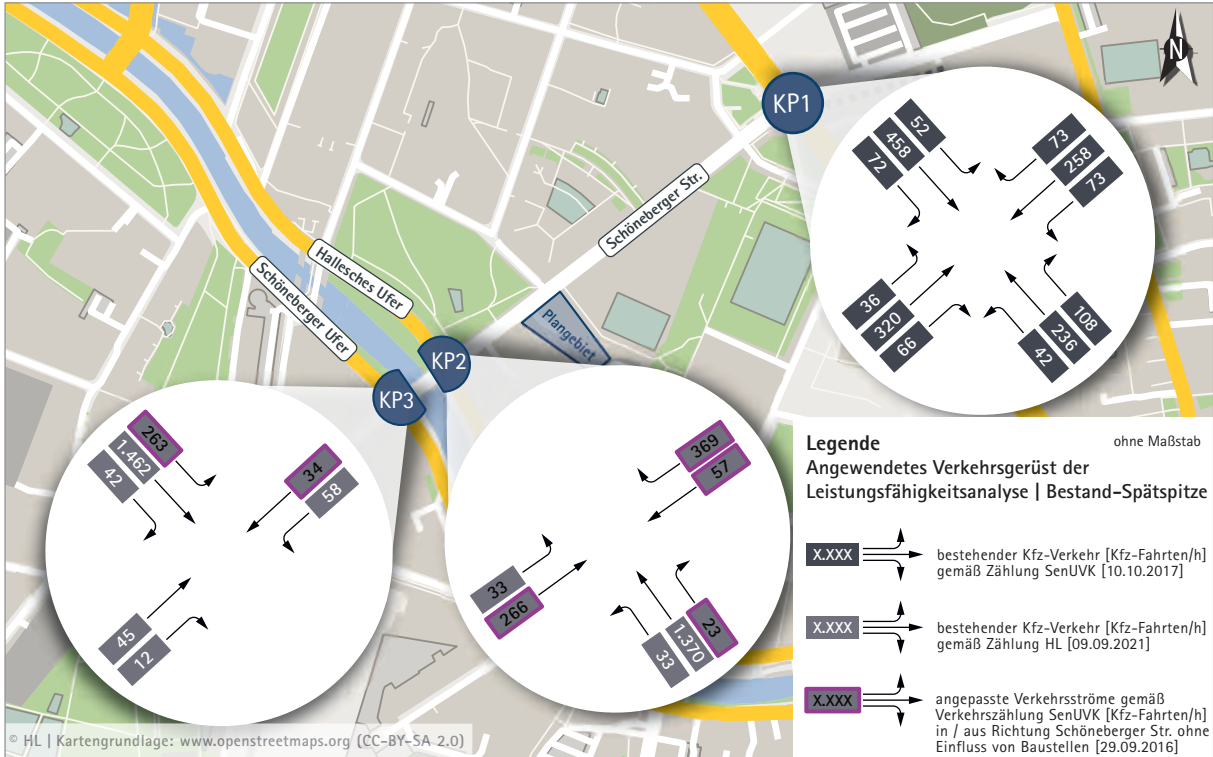 N
KP1
52
458
72
73
258
73
36
320
66
108
236
42
Schöneberger Str.
Hallesches Ufer
Schöneberger Ufer
Plangebiet
KP2
KP3
263
1.462
42
34
58
45
12
369
57
33
266
23
1.370
33
Legende
ohne Maßstab
Angewendetes Verkehrsgerüst der
Leistungsfähigkeitsanalyse | Bestand-Spätspitze
X.XXX
bestehender Kfz-Verkehr [Kfz-Fahrten/h]
gemäß Zählung SenUVK [10.10.2017]
X.XXX
bestehender Kfz-Verkehr [Kfz-Fahrten/h]
gemäß Zählung HL [09.09.2021]
X.XXX
angepasste Verkehrsströme gemäß
Verkehrszählung SenUVK [Kfz-Fahrten/h]
in / aus Richtung Schöneberger Str. ohne
Einfluss von Baustellen [29.09.2016]
© HL | Kartengrundlage: www.openstreetmaps.org (CC-BY-SA 2.0)